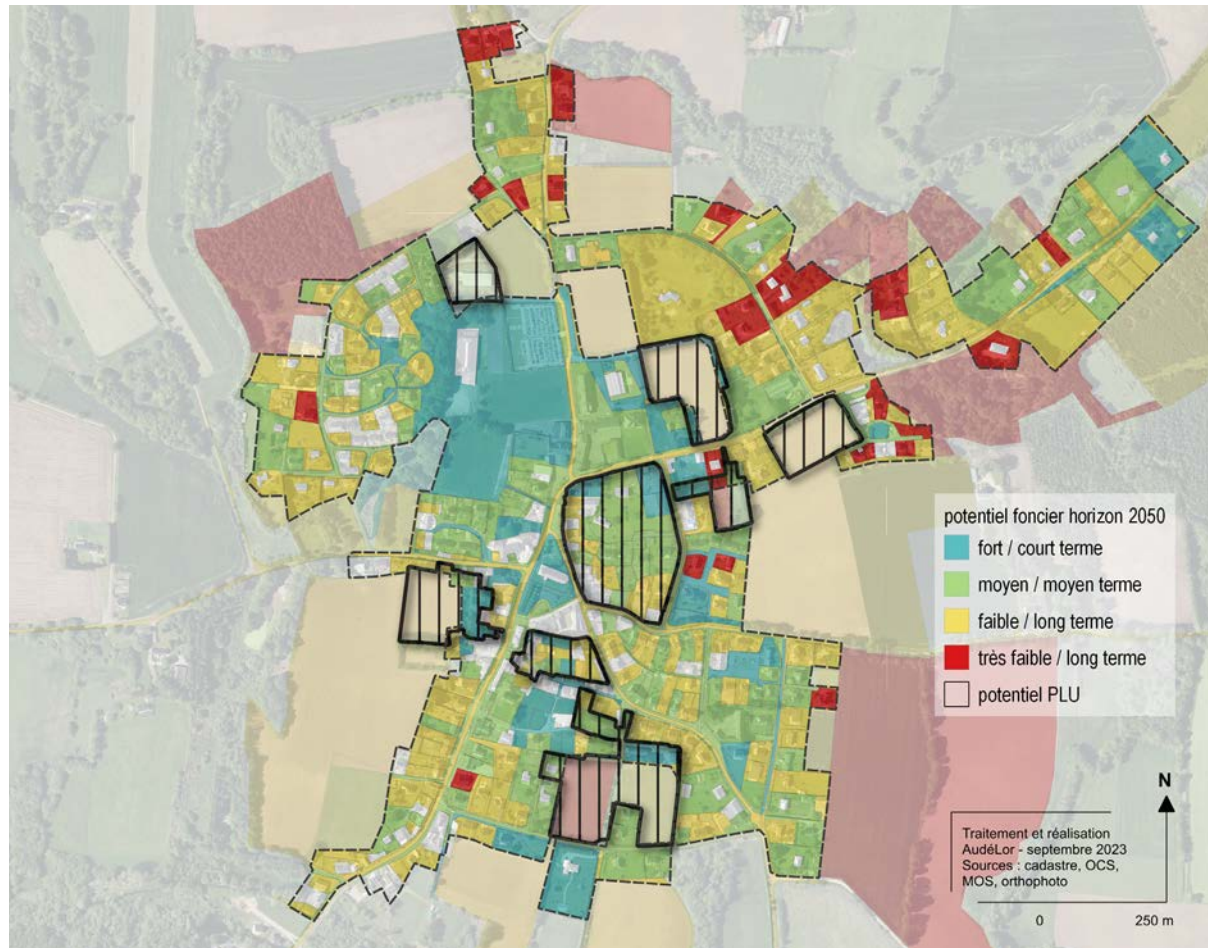 potentiel foncier horizon 2050
fort / court terme
moyen / moyen terme
faible / long terme
très faible / long terme
potentiel PLU
N
Traitement et réalisation
AudéLor - septembre 2023
Sources : cadastre, OCS,
MOS, orthophoto
0 250 m